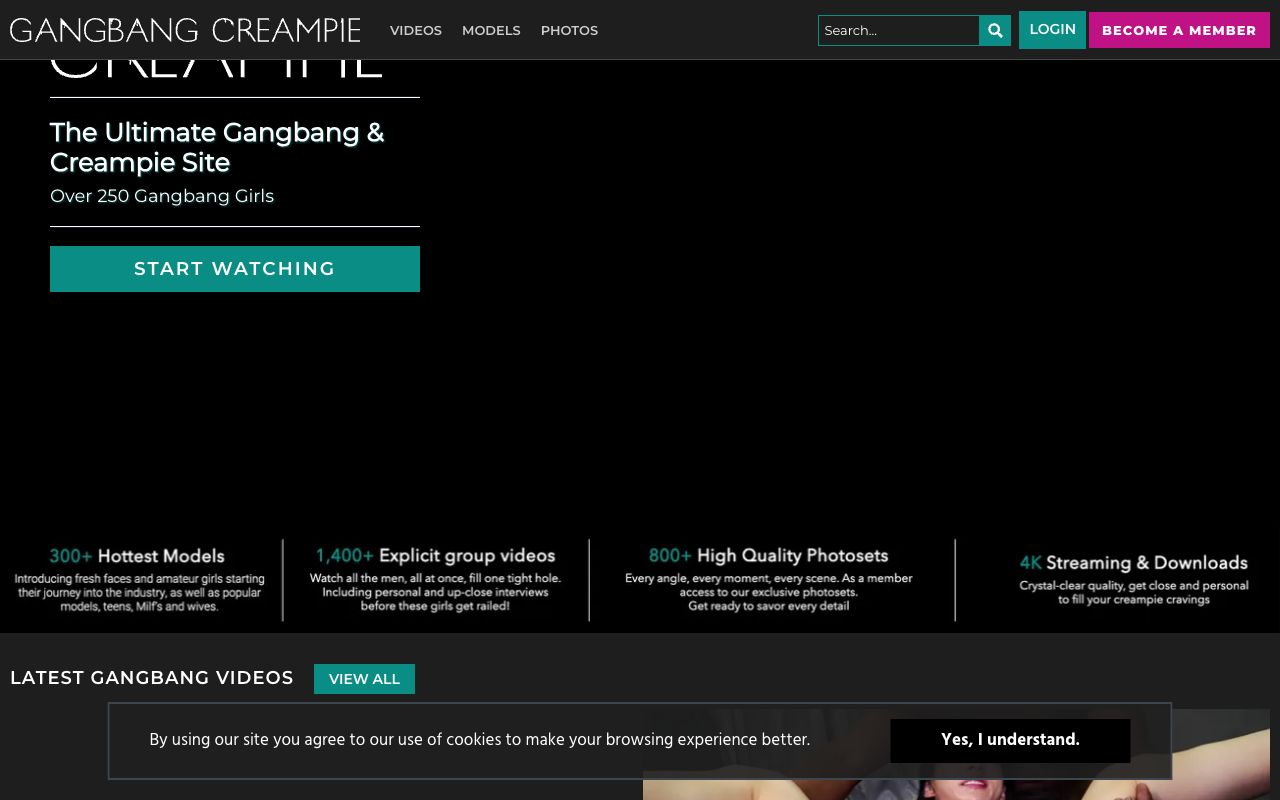 GANGBANG CREAMPIE
VIDEOS
MODELS
PHOTOS
Search...
LOGIN
BECOME A MEMBER
CREAMPIE
The Ultimate Gangbang &
Creampie Site
Over 250 Gangbang Girls
START WATCHING
300+ Hottest Models
Introducing fresh faces and amateur girls starting
their journey into the industry, as well as popular
models, teens, Milf's and wives.
1,400+ Explicit group videos
Watch all the men, all at once, fill one tight hole.
Including personal and up-close interviews
before these girls get railed!
800+ High Quality Photosets
Every angle, every moment, every scene. As a member
access to our exclusive photosets.
Get ready to savor every detail
4K Streaming & Downloads
Crystal-clear quality, get close and personal
to fill your creampie cravings
LATEST GANGBANG VIDEOS
VIEW ALL
By using our site you agree to our use of cookies to make your browsing experience better.
Yes, I understand.